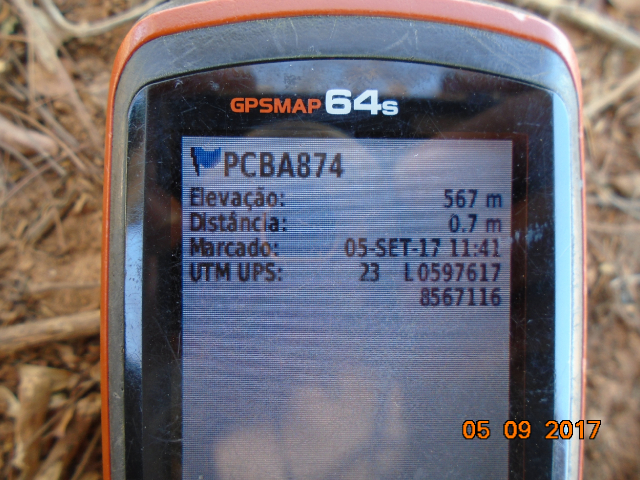 GPSMAP 64s
PCBA874
Elevação: 567 m
Distância: 0.7 m
Marcado: 05-SET-17 11:41
UTM UPS: 23 L 0597617
8567116
05 09 2017